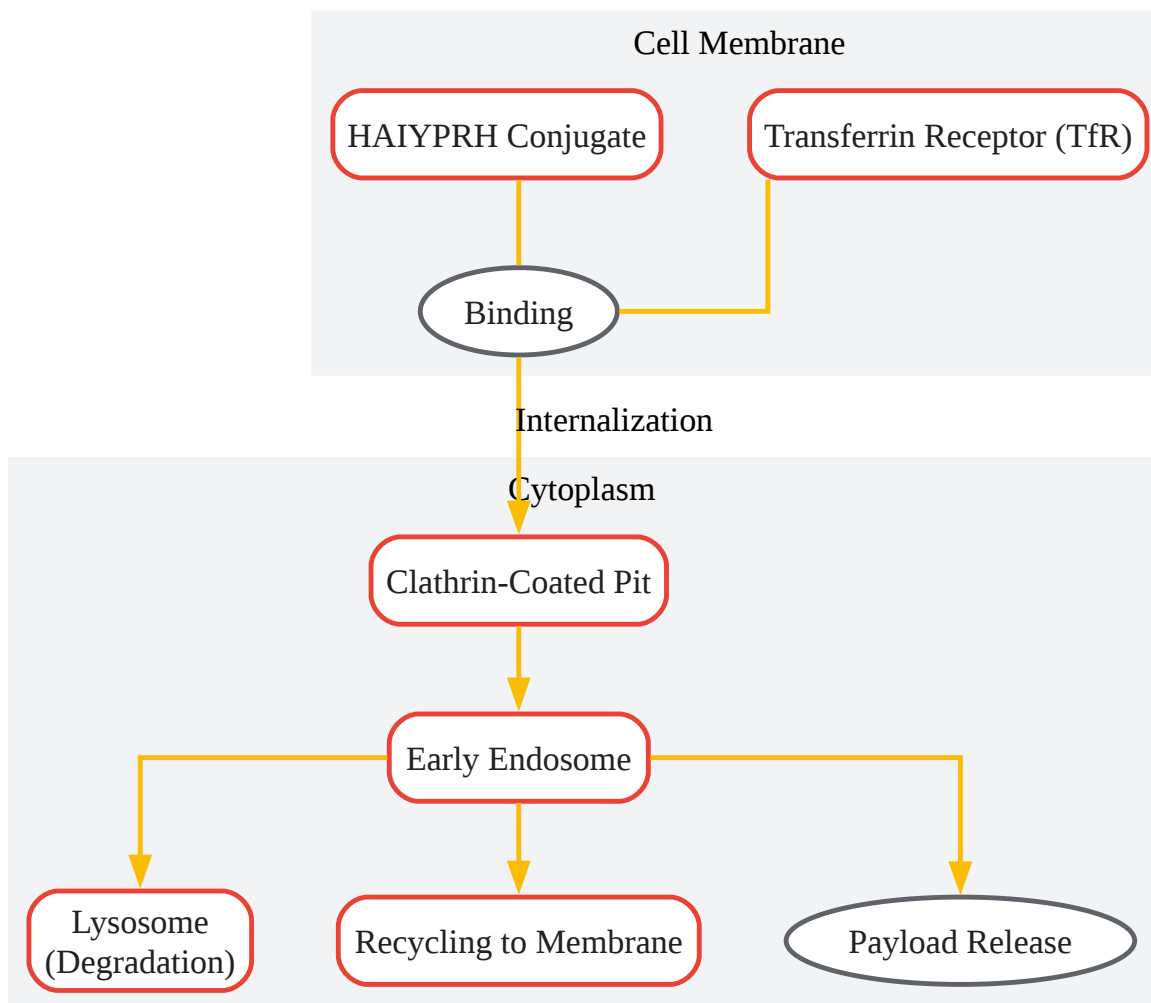 Cell Membrane
HAIYPRH Conjugate
Transferrin Receptor (TfR)
Binding
Internalization
Cytoplasm
Clathrin-Coated Pit
Early Endosome
Lysosome
(Degradation)
Recycling to Membrane
Payload Release